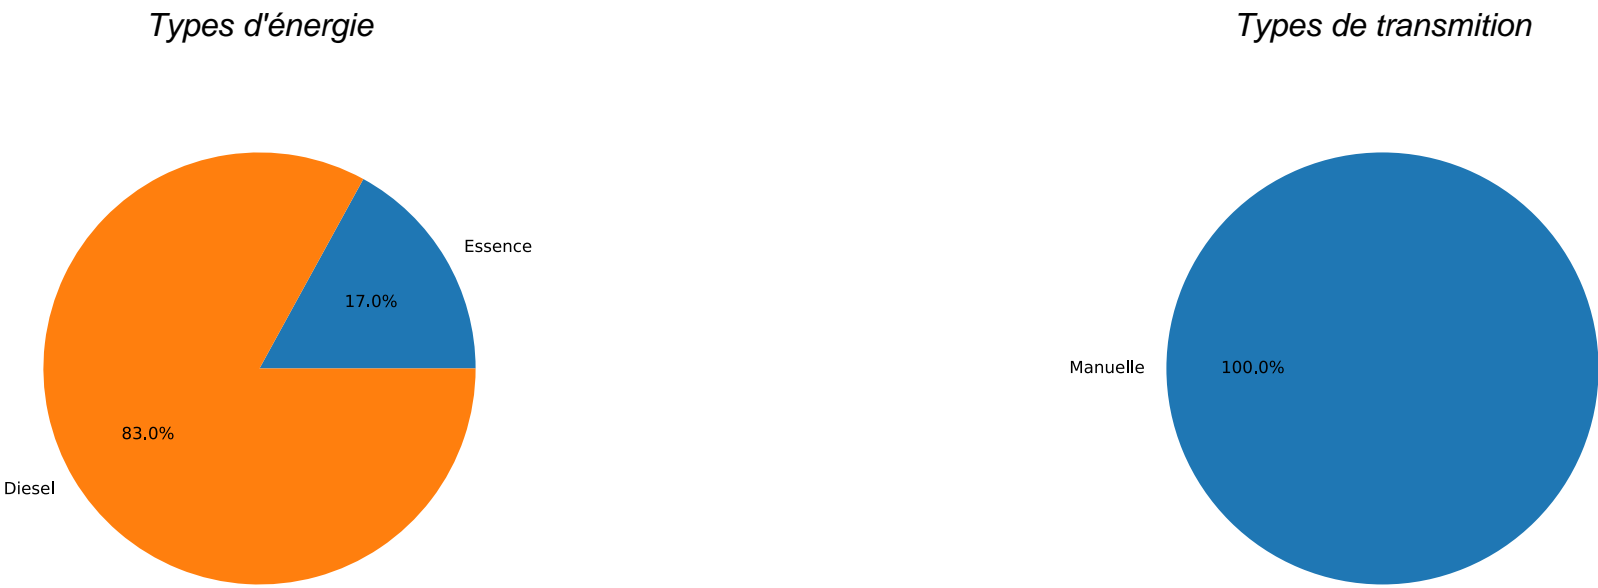 Types d'énergie
Types de transmition
Essence
17.0%
83.0%
Diesel
Manuelle
100.0%